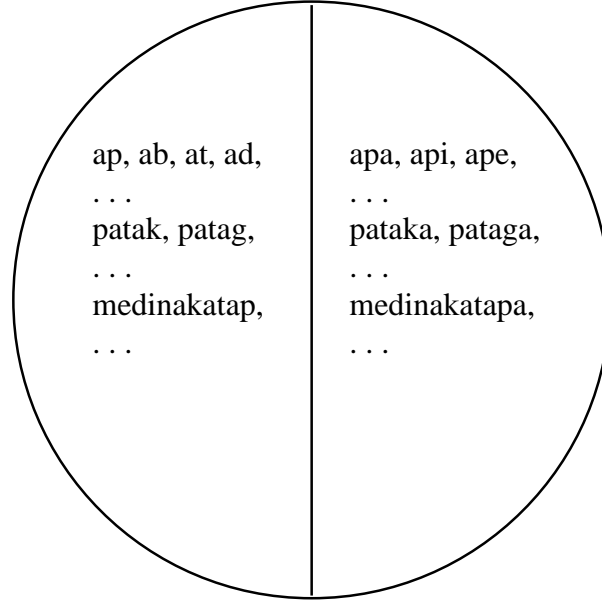 ap, ab, at, ad,
. . .
patak, patag,
. . .
medinakatap,
. . .
apa, api, ape,
. . .
pataka, pataga,
. . .
medinakatapa,
. . .